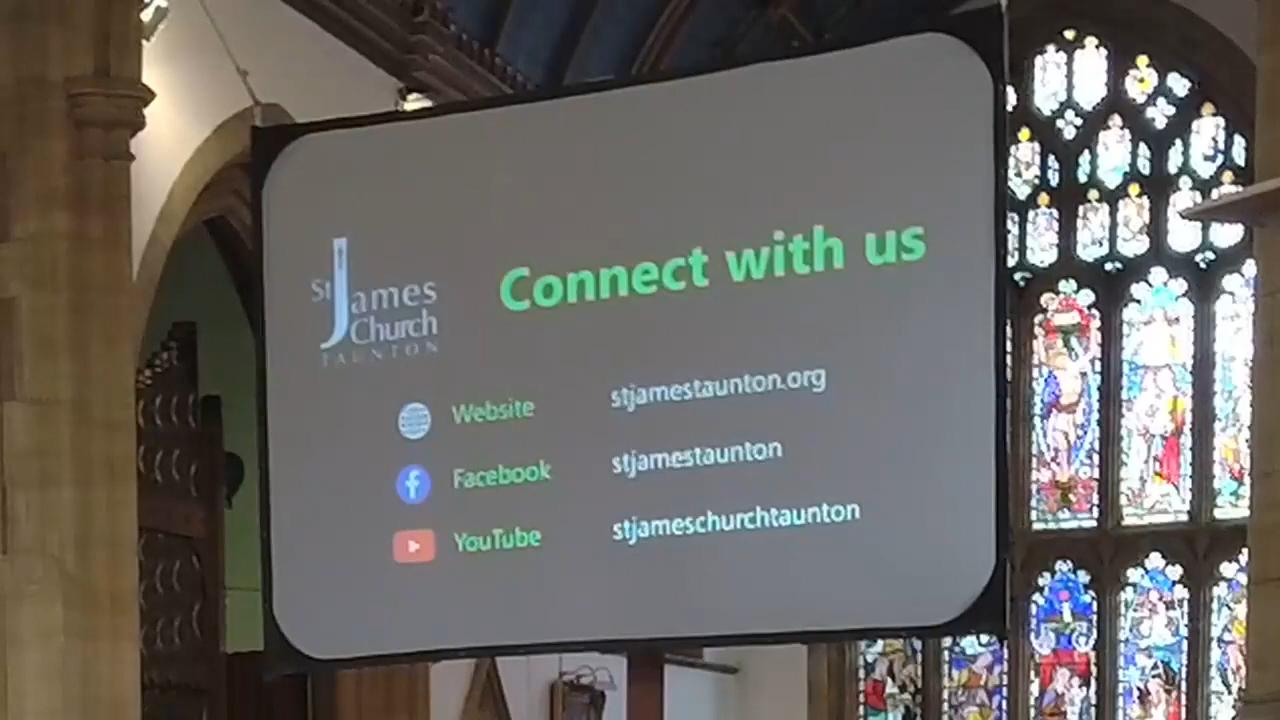 St James
Church
TAUNTON
Connect with us
Website stjamestaunton.org
Facebook stjamestaunton
YouTube stjameschurchtaunton